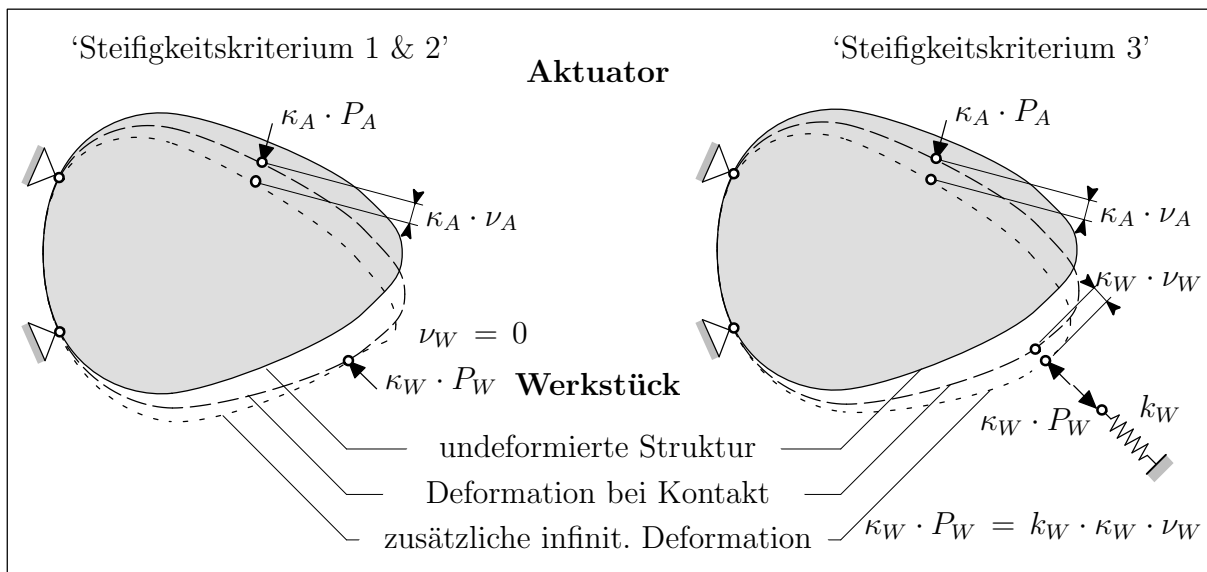 ‘Steifigkeitskriterium 1 & 2’
‘Steifigkeitskriterium 3’
Aktuator
κ_A · P_A
κ_A · P_A
κ_A · ν_A
κ_A · ν_A
κ_W · ν_W
ν_W = 0
κ_W · P_W
Werkstück
κ_W · P_W
k_W
undeformierte Struktur
Deformation bei Kontakt
zusätzliche infinit. Deformation
κ_W · P_W = k_W · κ_W · ν_W